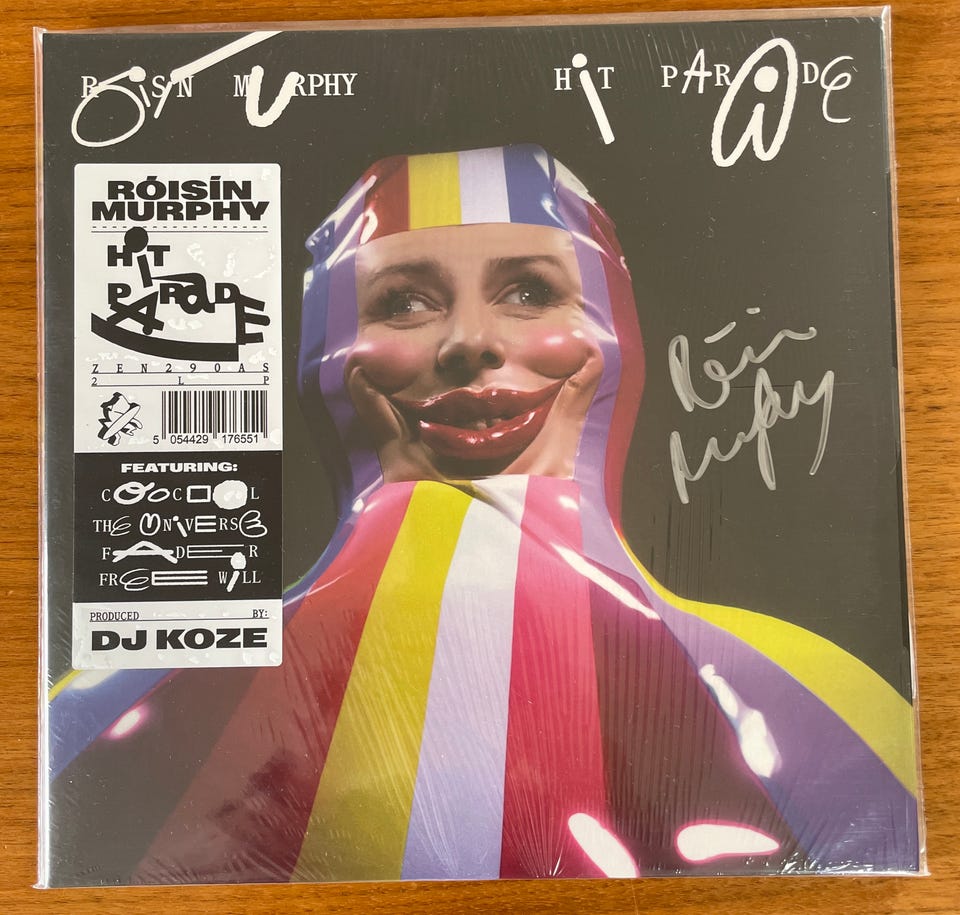 RÓISÍN MURPHY HIT PARADE
RÓISÍN
MURPHY
HiT
PARaDE
ZEN290AS
2LP
5 054429 176551
FEATURING:
COOCOOL
THE UNiVERSE
FADER
FREE WiLL
PRODUCED BY:
DJ KOZE
Róisín
Murphy